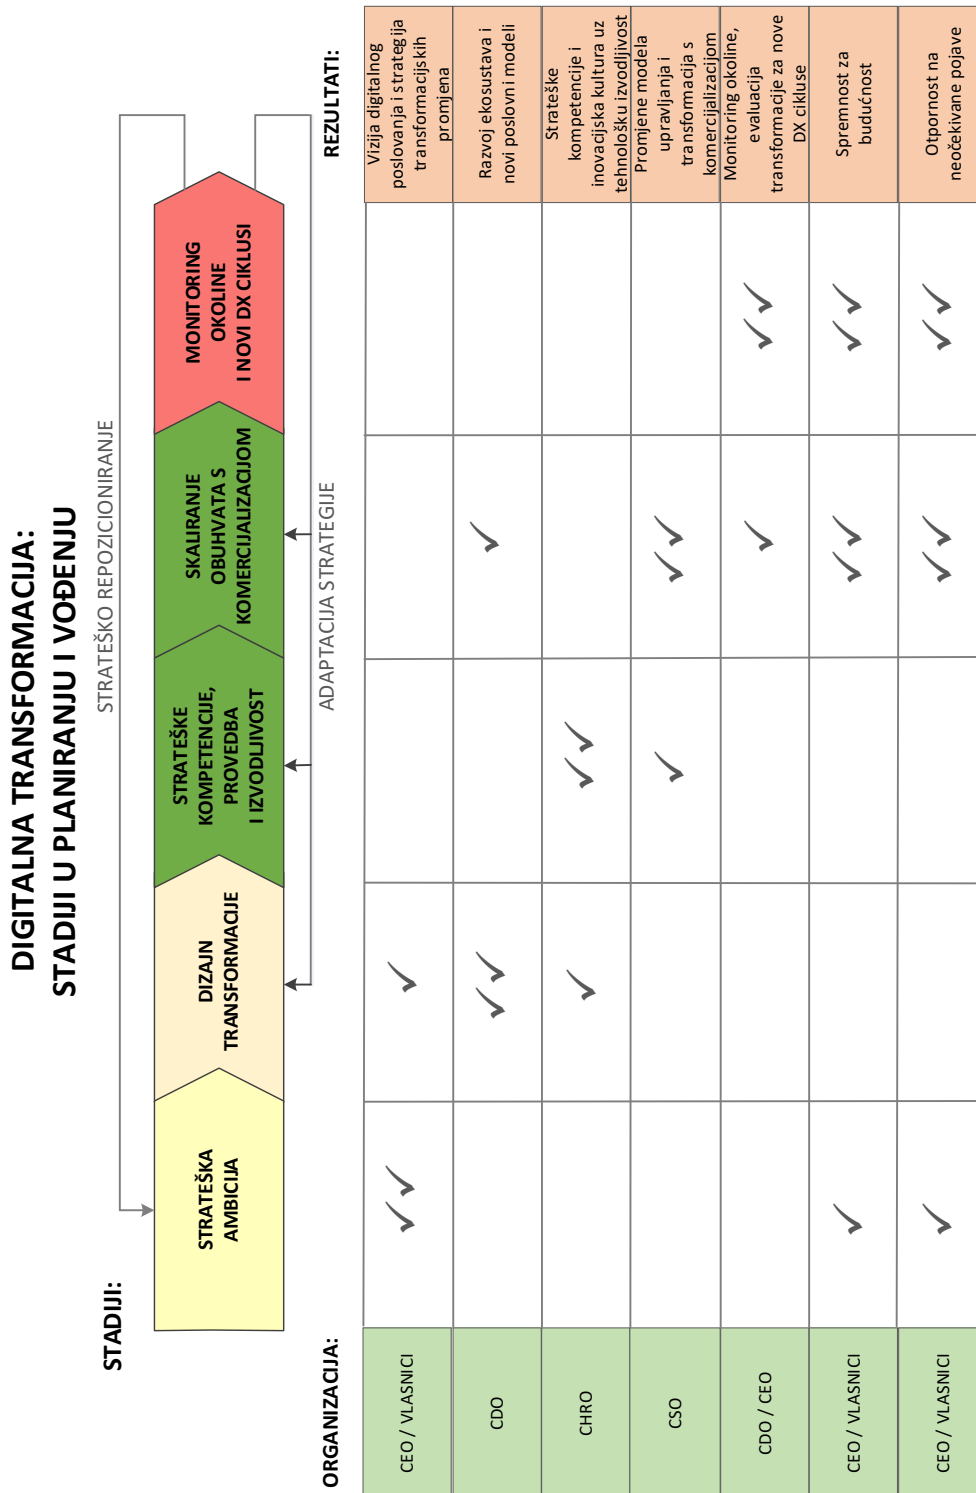 DIGITALNA TRANSFORMACIJA:
STADIJI U PLANIRANJU I VOĐENJU
STRATEŠKO REPOZICIONIRANJE
STADIJI:
STRATEŠKA
AMBICIJA
DIZAJN
TRANSFORMACIJE
STRATEŠKE
KOMPETENCIJE,
PROVEDBA
I IZVODLJIVOST
SKALIRANJE
OBUHVATA S
KOMERCIJALIZACIJOM
MONITORING
OKOLINE
I NOVI DX CIKLUSI
ADAPTACIJA STRATEGIJE
ORGANIZACIJA:
REZULTATI:
CEO / VLASNICI
Vizija digitalnog
poslovanja i strategija
transformacijskih
promjena
CDO
Razvoj ekosustava i
novi poslovni modeli
CHRO
Strateške
kompetencije i
inovacijska kultura uz
tehnološku izvodljivost
CSO
Promjene modela
upravljanja i
transformacija s
komercijalizacijom
CDO / CEO
Monitoring okoline,
evaluacija
transformacije za nove
DX cikluse
CEO / VLASNICI
Spremnost za
budućnost
CEO / VLASNICI
Otpornost na
neočekivane pojave